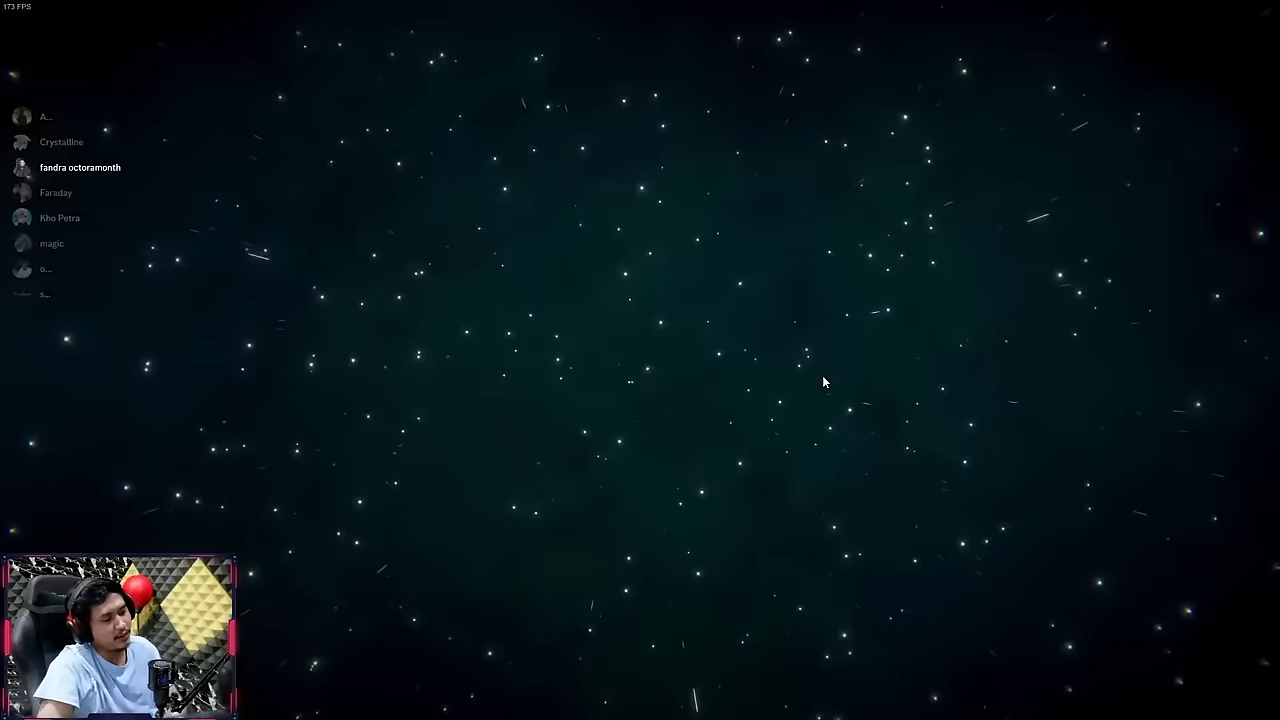 173 FPS
A...
Crystalline
fandra octoramonth
Faraday
Kho Petra
magic
o...
s...